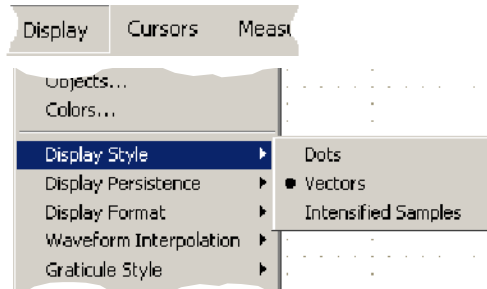 Display Cursors
Objects...
Colors...
Display Style
Dots
Display Persistence
Vectors
Display Format
Intensified Samples
Waveform Interpolation
Graticule Style